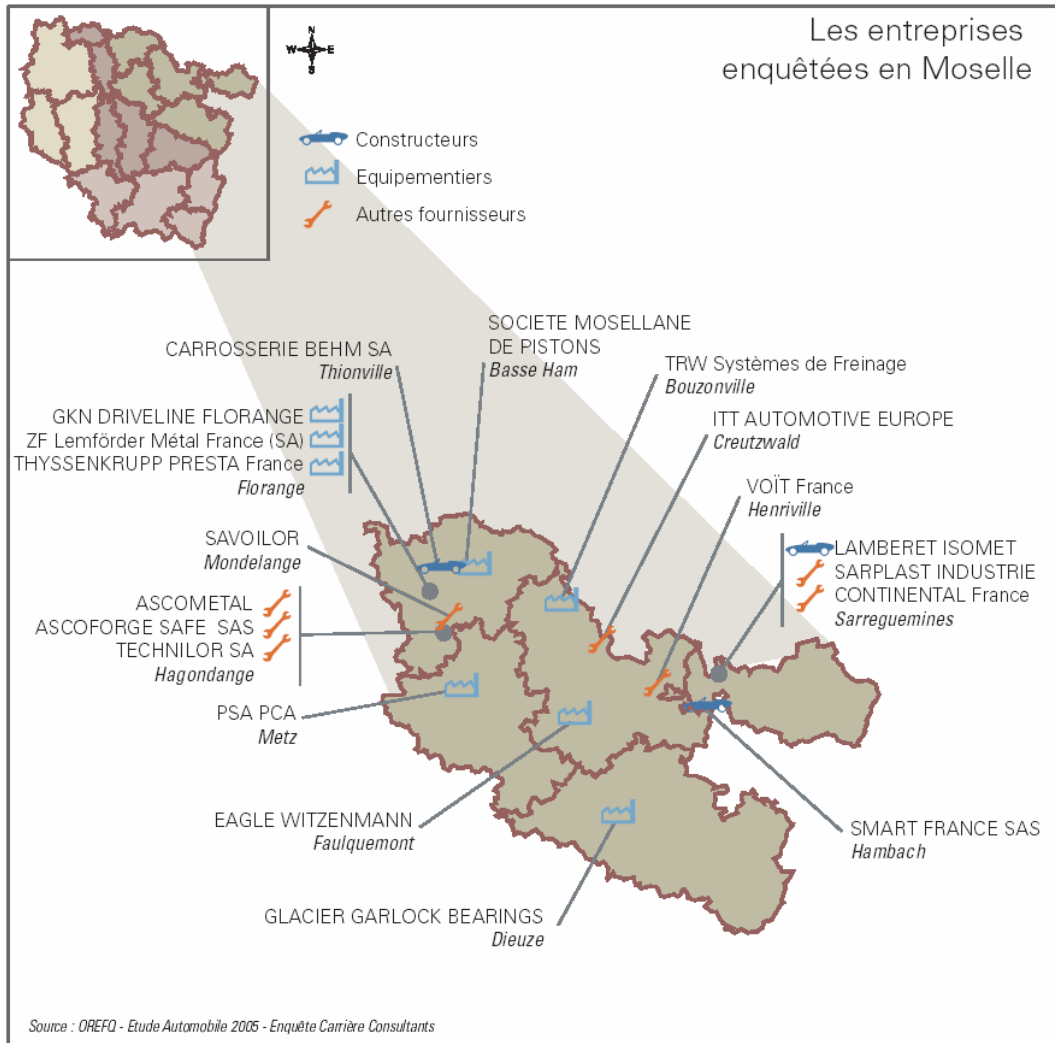 Les entreprises
enquêtées en Moselle
N
W E
S
Constructeurs
Equipementiers
Autres fournisseurs
SOCIETE MOSELLANE
DE PISTONS
Basse Ham
CARROSSERIE BEHM SA
Thionville
TRW Systèmes de Freinage
Bouzonville
GKN DRIVELINE FLORANGE
ZF Lemförder Métal France (SA)
THYSSENKRUPP PRESTA France
Florange
ITT AUTOMOTIVE EUROPE
Creutzwald
VOÏT France
Henriville
SAVOILOR
Mondelange
LAMBERET ISOMET
SARPLAST INDUSTRIE
CONTINENTAL France
Sarreguemines
ASCOMETAL
ASCOFORGE SAFE SAS
TECHNILOR SA
Hagondange
PSA PCA
Metz
EAGLE WITZENMANN
Faulquemont
SMART FRANCE SAS
Hambach
GLACIER GARLOCK BEARINGS
Dieuze
Source : OREFQ - Etude Automobile 2005 - Enquête Carrière Consultants